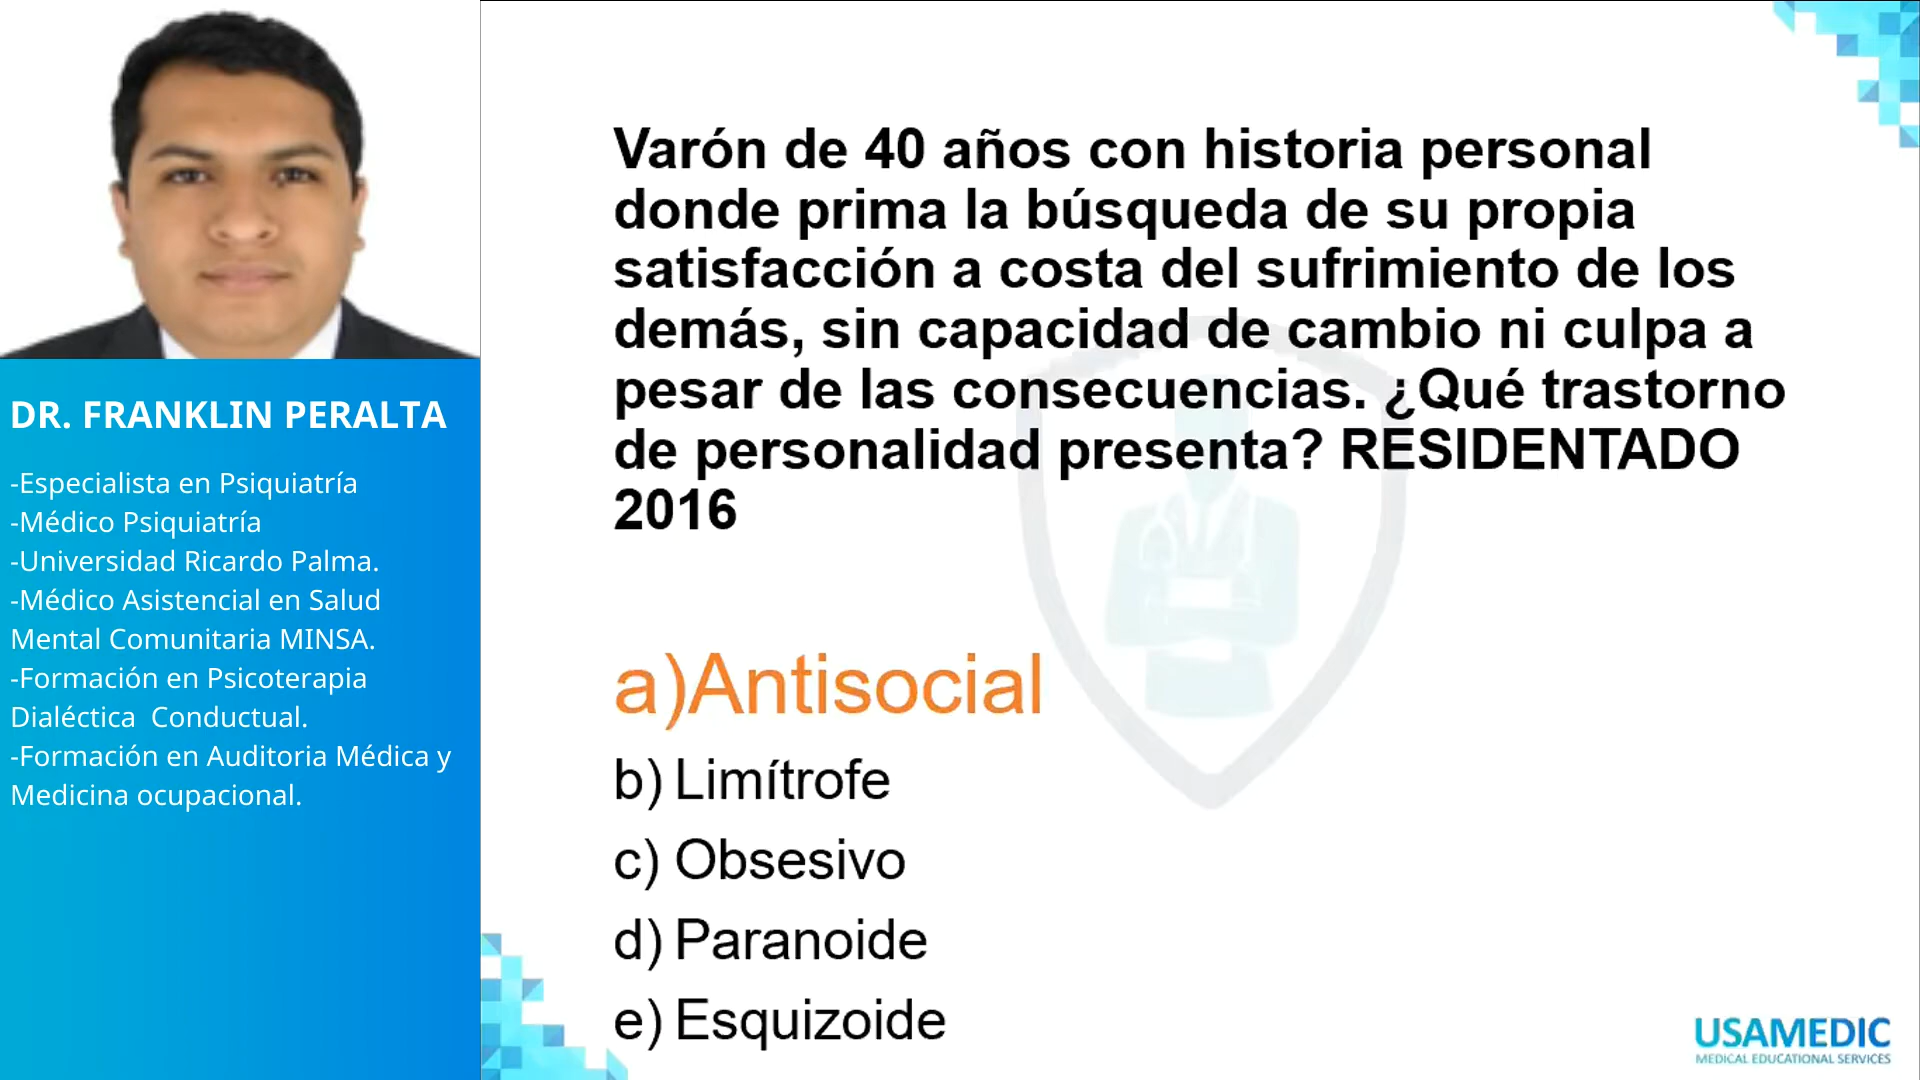 DR. FRANKLIN PERALTA
-Especialista en Psiquiatría
-Médico Psiquiatría
-Universidad Ricardo Palma.
-Médico Asistencial en Salud
Mental Comunitaria MINSA.
-Formación en Psicoterapia
Dialéctica  Conductual.
-Formación en Auditoria Médica y
Medicina ocupacional.
Varón de 40 años con historia personal
donde prima la búsqueda de su propia
satisfacción a costa del sufrimiento de los
demás, sin capacidad de cambio ni culpa a
pesar de las consecuencias. ¿Qué trastorno
de personalidad presenta? RESIDENTADO
2016
a)Antisocial
b) Limítrofe
c) Obsesivo
d) Paranoide
e) Esquizoide
USAMEDIC
MEDICAL EDUCATIONAL SERVICES